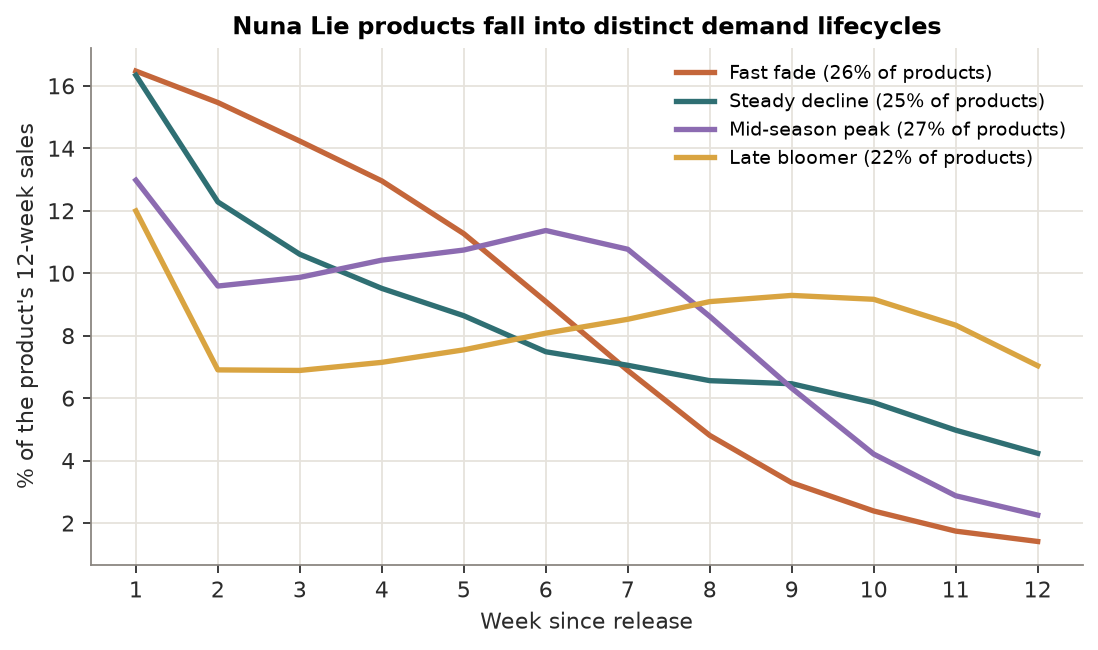 Nuna Lie products fall into distinct demand lifecycles
Fast fade (26% of products)
Steady decline (25% of products)
Mid-season peak (27% of products)
Late bloomer (22% of products)
% of the product's 12-week sales
16
14
12
10
8
6
4
2
1 2 3 4 5 6 7 8 9 10 11 12
Week since release